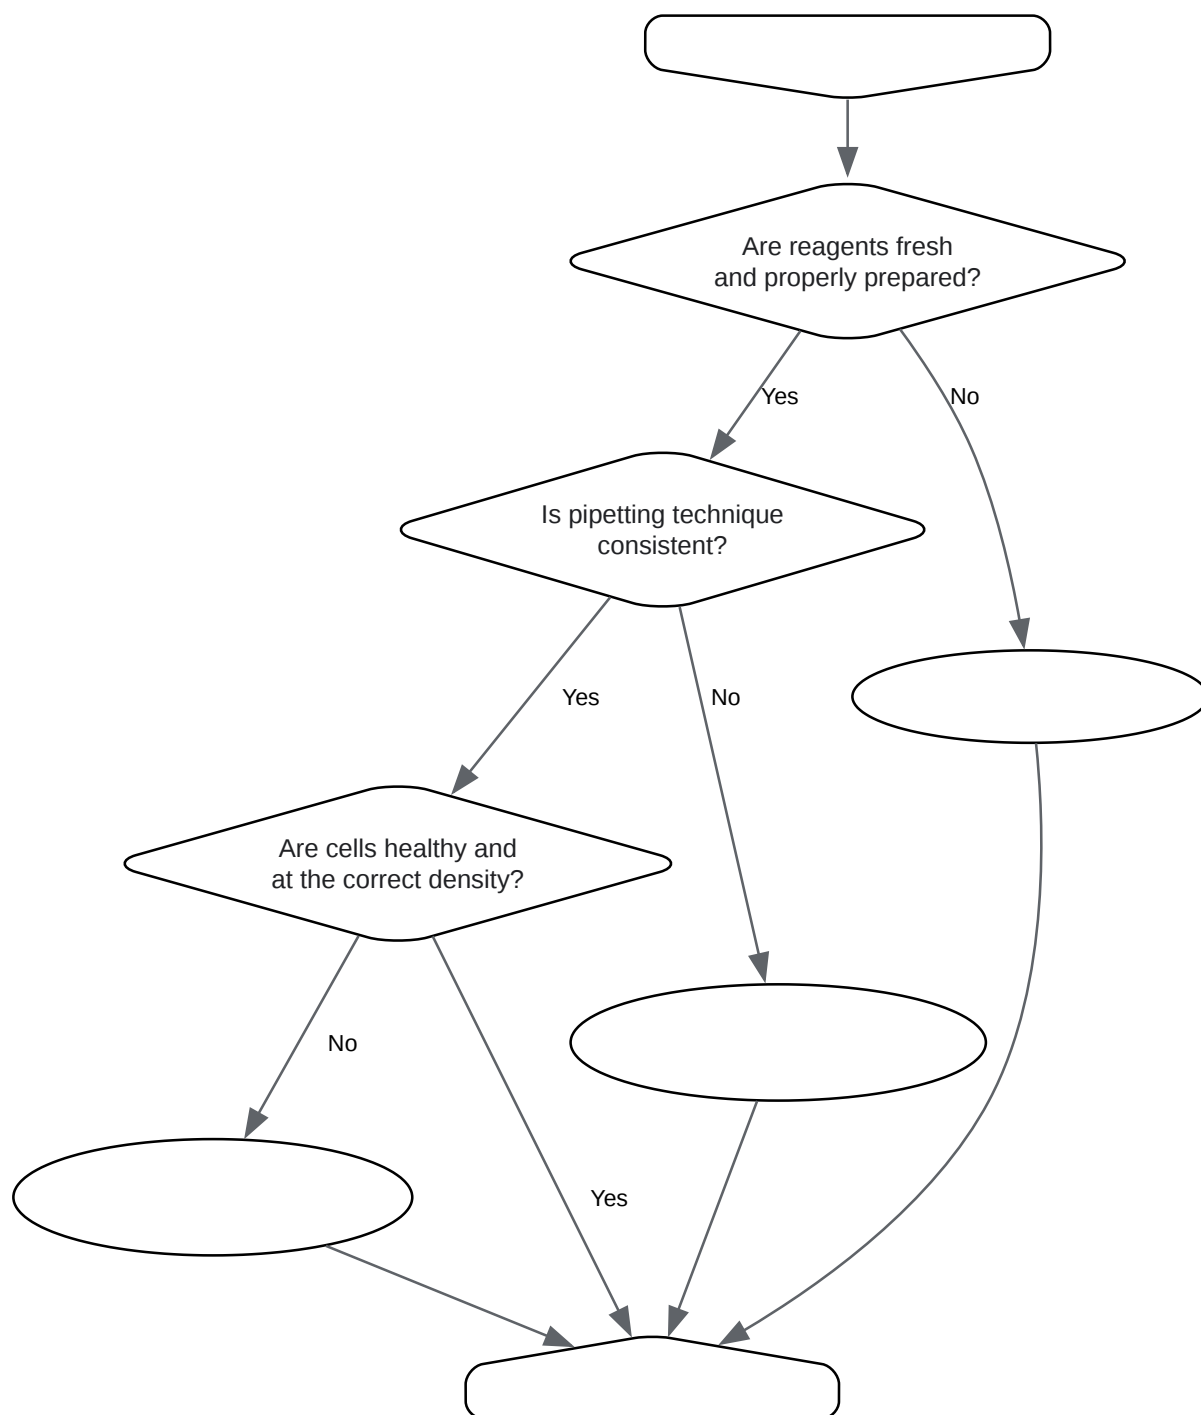 Are reagents fresh
and properly prepared?
Yes
No
Is pipetting technique
consistent?
Yes
No
Are cells healthy and
at the correct density?
No
Yes